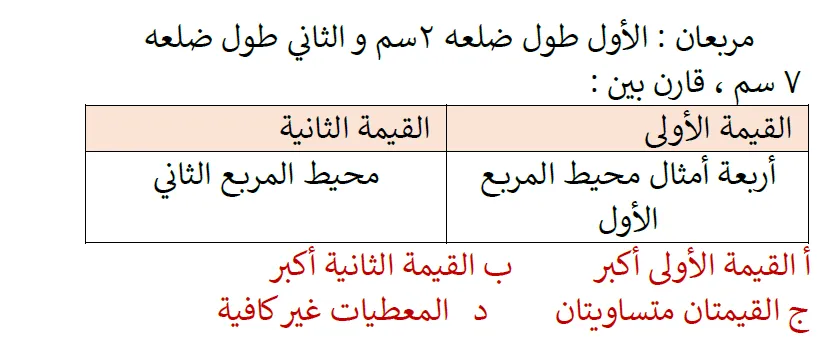 مربعان : الأول طول ضلعه ٢سم و الثاني طول ضلعه
٧ سم ، قارن بين :
القيمة الأولى القيمة الثانية
أربعة أمثال محيط المربع محيط المربع الثاني
الأول
أ القيمة الأولى أكبر ب القيمة الثانية أكبر
ج القيمتان متساويتان د المعطيات غير كافية